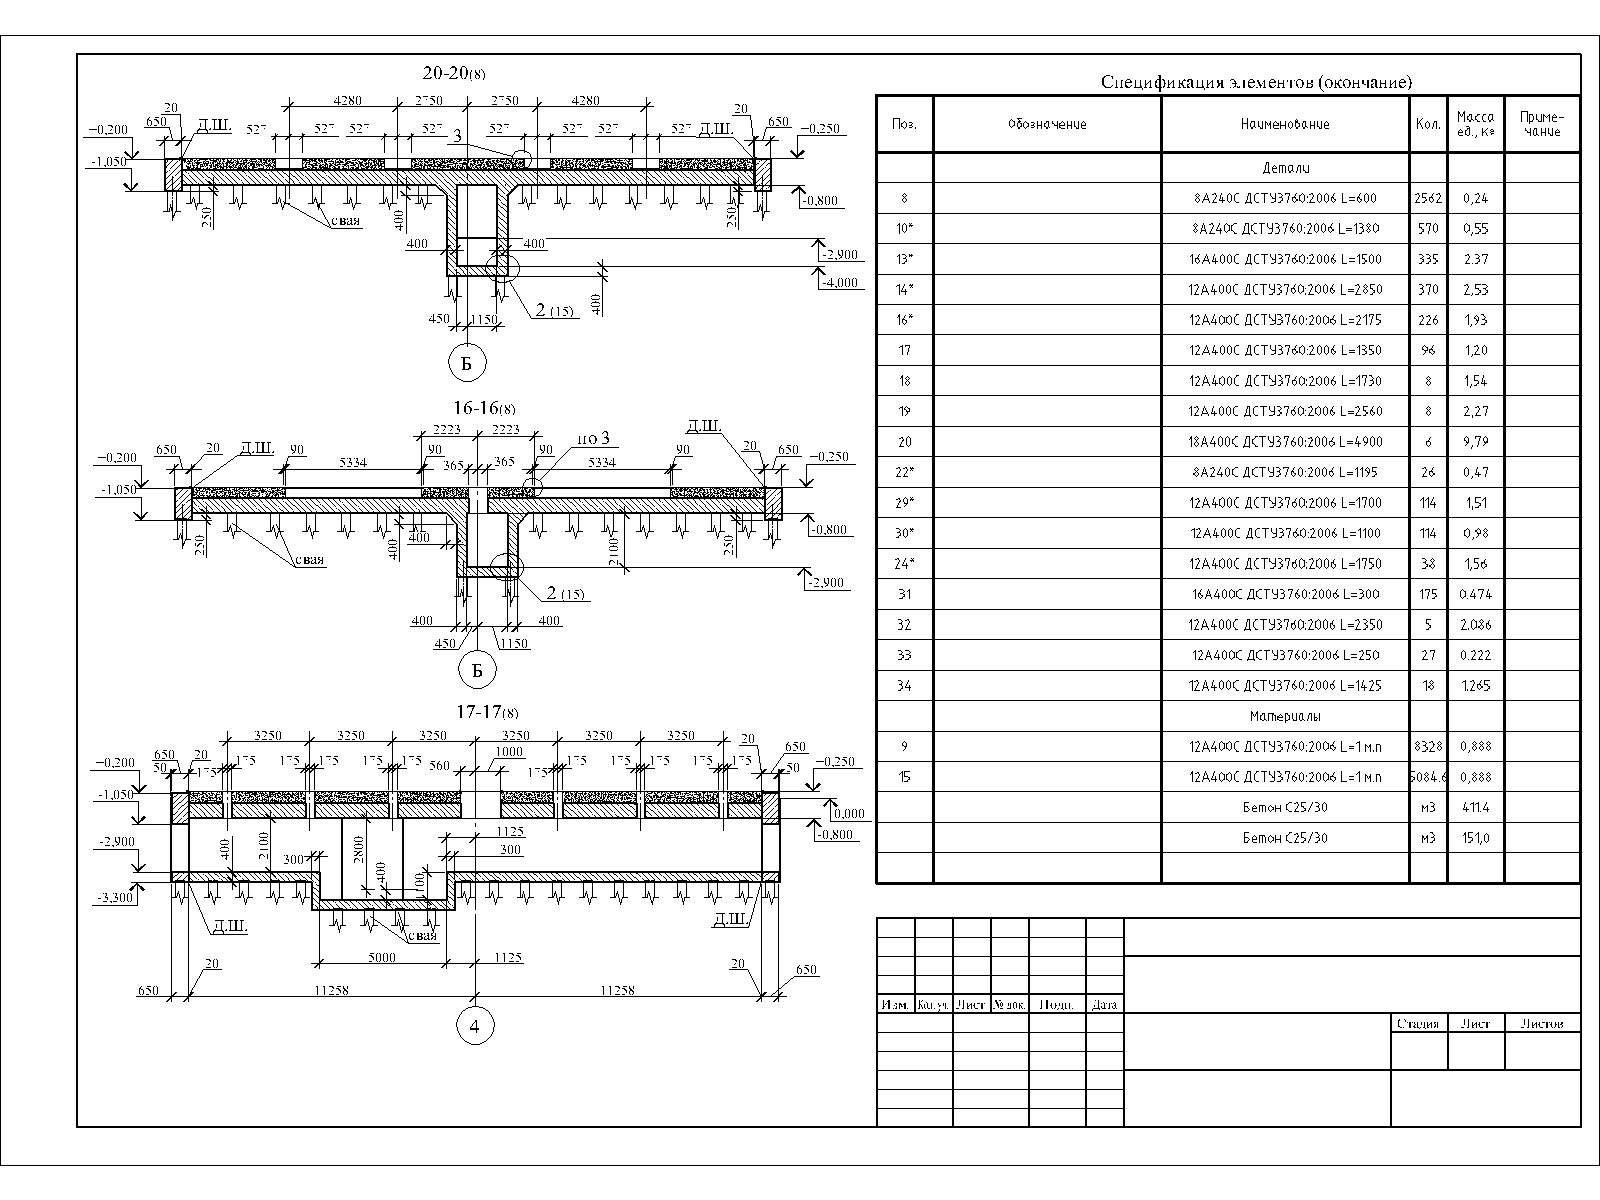 20-20(8)
4280 2750 2750 4280
20 20
650 Д.Ш. 527 527 527 527 527 527 527 Д.Ш. 650
-0,200 3 -0,250
-1,050
250 свая 400 250 -0,800
400 400
-2,900
-4,000
400
2 (15)
450 1150
Б
16-16(8)
2223 2223 Д.Ш.
по 3
650 20 Д.Ш. 90 90 90 90 20 650
-0,200 5334 365 365 5334 -0,250
-1,050
-0,800
250 400 400 2100 250
свая
-2,900
2 (15)
400 400
450 1150
Б
17-17(8)
3250 3250 3250 3250 3250 3250
20 650
650 20 1000
50 175 175 175 175 560 175 175 175 175 50
-0,200 -0,250
-1,050
0,000
-0,800
1125
-2,900 400 2100 300 2800 400 300
100
-3,300
Д.Ш. свая Д.Ш.
5000 1125
20 20 650
650 11258 11258
4
Спецификация элементов (окончание)
Поз. Обозначение Наименование Кол. Масса ед., кг Приме-чание
Детали
8 8А240С ДСТУ3760:2006 L=600 2562 0,24
10* 8А240С ДСТУ3760:2006 L=1380 570 0,55
13* 16А400С ДСТУ3760:2006 L=1500 335 2.37
14* 12А400С ДСТУ3760:2006 L=2850 370 2,53
16* 12А400С ДСТУ3760:2006 L=2175 226 1,93
17 12А400С ДСТУ3760:2006 L=1350 96 1,20
18 12А400С ДСТУ3760:2006 L=1730 8 1,54
19 12А400С ДСТУ3760:2006 L=2560 8 2,27
20 18А400С ДСТУ3760:2006 L=4900 6 9,79
22* 8А240С ДСТУ3760:2006 L=1195 26 0,47
29* 12А400С ДСТУ3760:2006 L=1700 114 1,51
30* 12А400С ДСТУ3760:2006 L=1100 114 0,98
24* 12А400С ДСТУ3760:2006 L=1750 38 1,56
31 16А400С ДСТУ3760:2006 L=300 175 0.474
32 12А400С ДСТУ3760:2006 L=2350 5 2.086
33 12А400С ДСТУ3760:2006 L=250 27 0.222
34 12А400С ДСТУ3760:2006 L=1425 18 1.265
Материалы
9 12А400С ДСТУ3760:2006 L=1 м.п 8328 0,888
15 12А400С ДСТУ3760:2006 L=1 м.п 5084.6 0,888
Бетон С25/30 м3 411.4
Бетон С25/30 м3 151,0
Изм. Кол.уч. Лист № док. Подп. Дата
Стадия Лист Листов